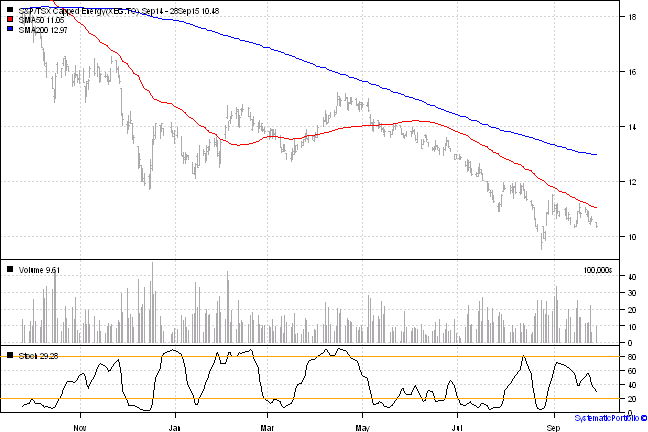 S&P/TSX Capped Energy(XEG.TO) Sep14 - 28Sep15 10.48
SMA50 11.05
SMA200 12.97
18
16
14
12
10
Volume 9.61
100,000s
40
30
20
10
0
Stoch 29.28
80
60
40
20
0
Nov Jan Mar May Jul Sep
SystematicPortfolio ©